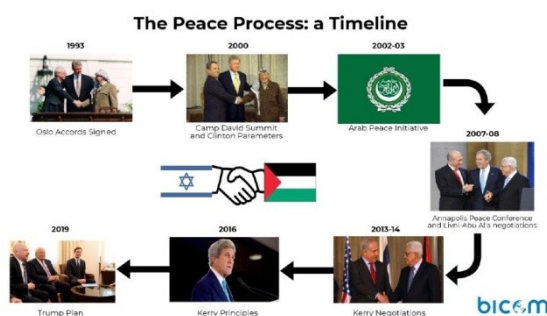 The Peace Process: a Timeline
1993
Oslo Accords Signed
2000
Camp David Summit
and Clinton Parameters
2002-03
Arab Peace Initiative
2007-08
Annapolis Peace Conference
and Livni-Abu Al'a negotiations
2013-14
Kerry Negotiations
2016
Kerry Principles
2019
Trump Plan
bicom